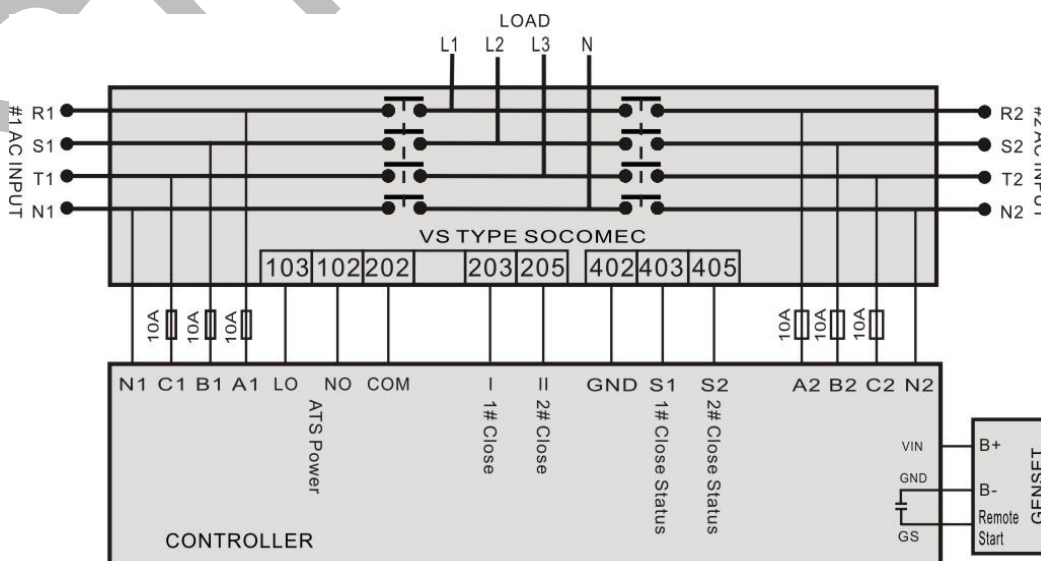 LOAD
L1 L2 L3 N
#1 AC INPUT
R1
S1
T1
N1
R2
S2
T2
N2
#2 AC INPUT
VS TYPE SOCOMEC
103 102 202 203 205 402 403 405
10A 10A 10A 10A 10A 10A
N1 C1 B1 A1 LO NO COM I II GND S1 S2 A2 B2 C2 N2
ATS Power
1# Close
2# Close
1# Close Status
2# Close Status
VIN
GND
GS
B+
B-
Remote
Start
GENSET
CONTROLLER